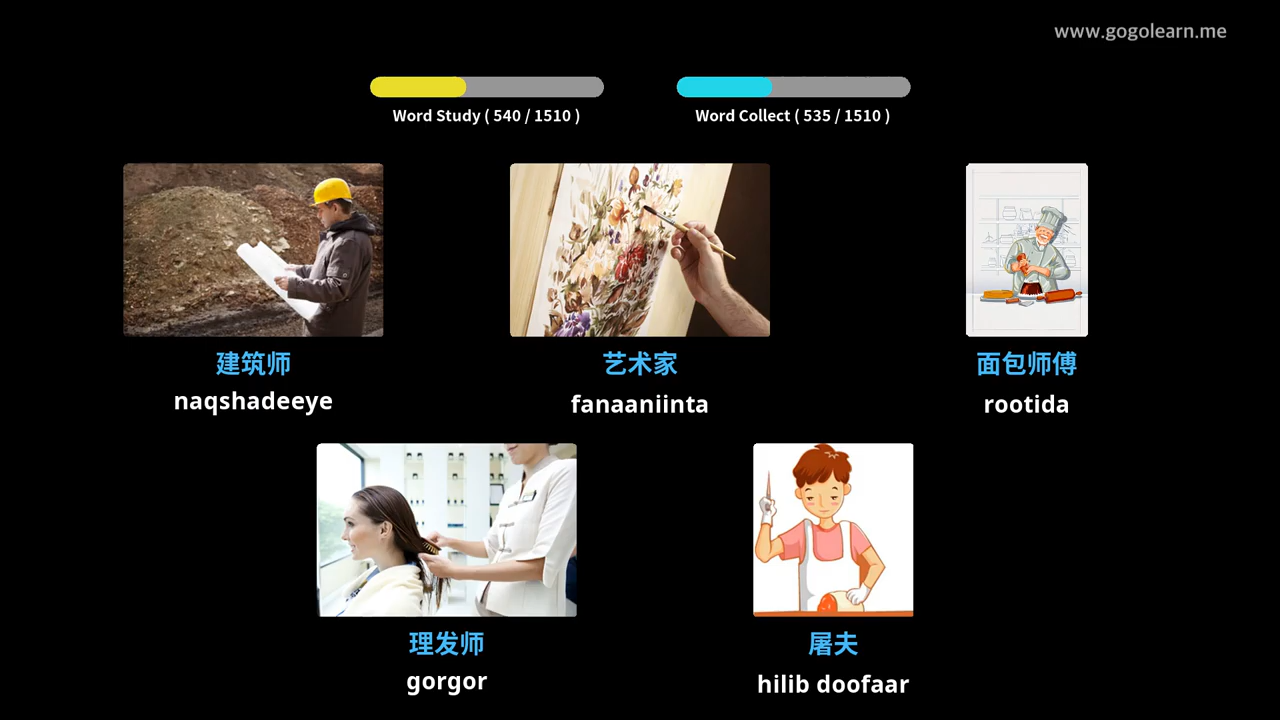 www.gogolearn.me
Word Study ( 540 / 1510 )
Word Collect ( 535 / 1510 )
建筑师
naqshadeeye
艺术家
fanaaniinta
面包师傅
rootida
理发师
gorgor
屠夫
hilib doofaar